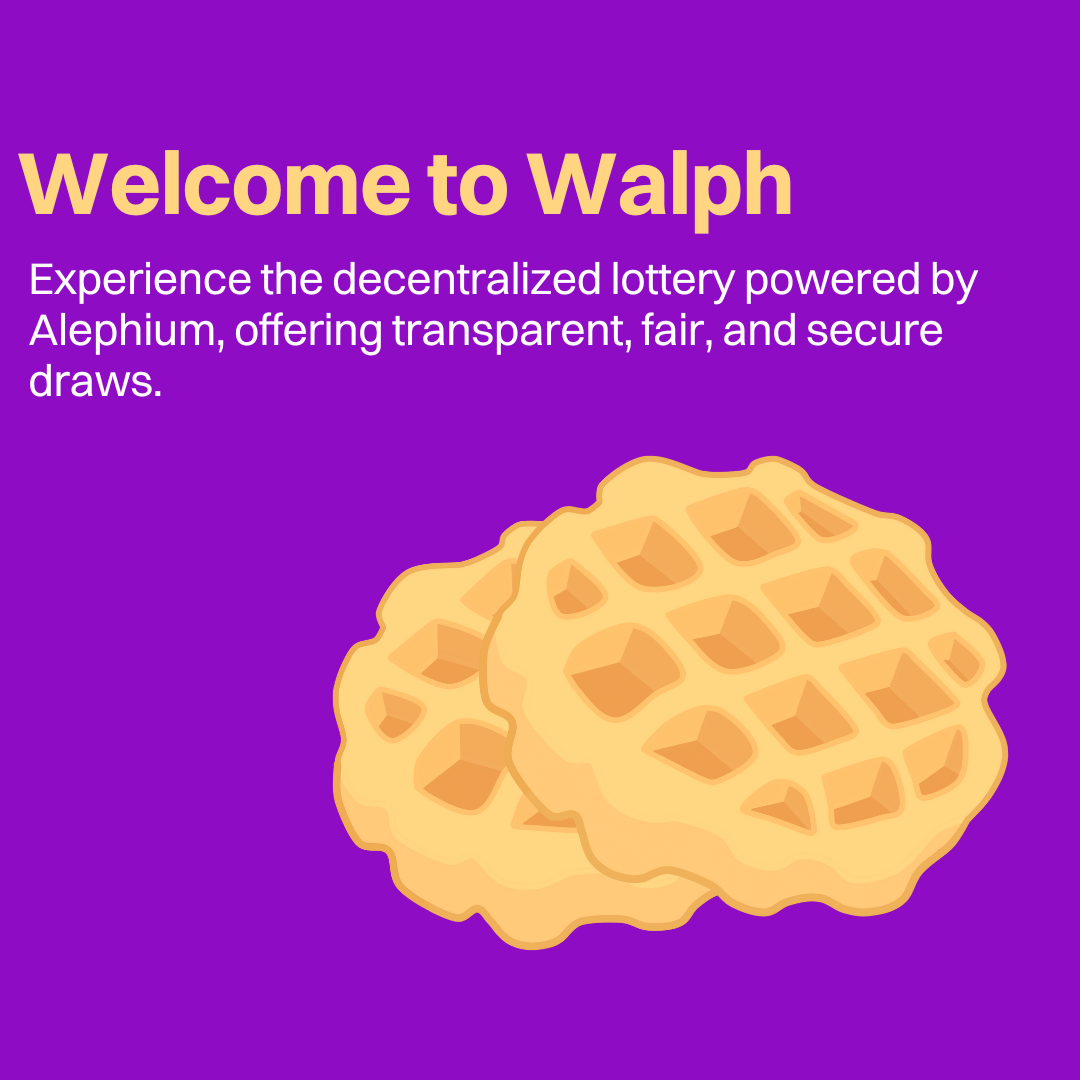 Welcome to Walph
Experience the decentralized lottery powered by
Alephium, offering transparent, fair, and secure
draws.